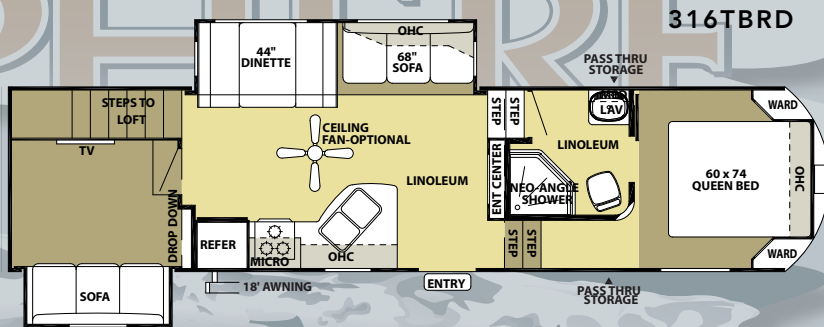 316TBRD
44"
DINETTE
OHC
68"
SOFA
PASS THRU
STORAGE
STEPS TO
LOFT
TV
CEILING
FAN-OPTIONAL
LINOLEUM
STEP
STEP
LAV
LINOLEUM
WARD
ENT CENTER
NEO-ANGLE
SHOWER
60 x 74
QUEEN BED
OHC
DROP DOWN
REFER
MICRO
OHC
STEP
STEP
WARD
SOFA
18' AWNING
ENTRY
PASS THRU
STORAGE